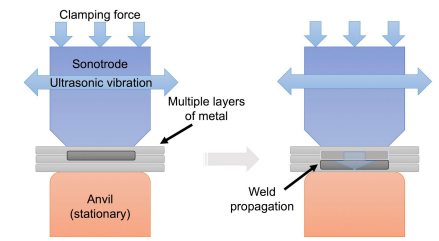 Clamping force
Sonotrode
Ultrasonic vibration
Multiple layers
of metal
Anvil
(stationary)
Weld
propagation